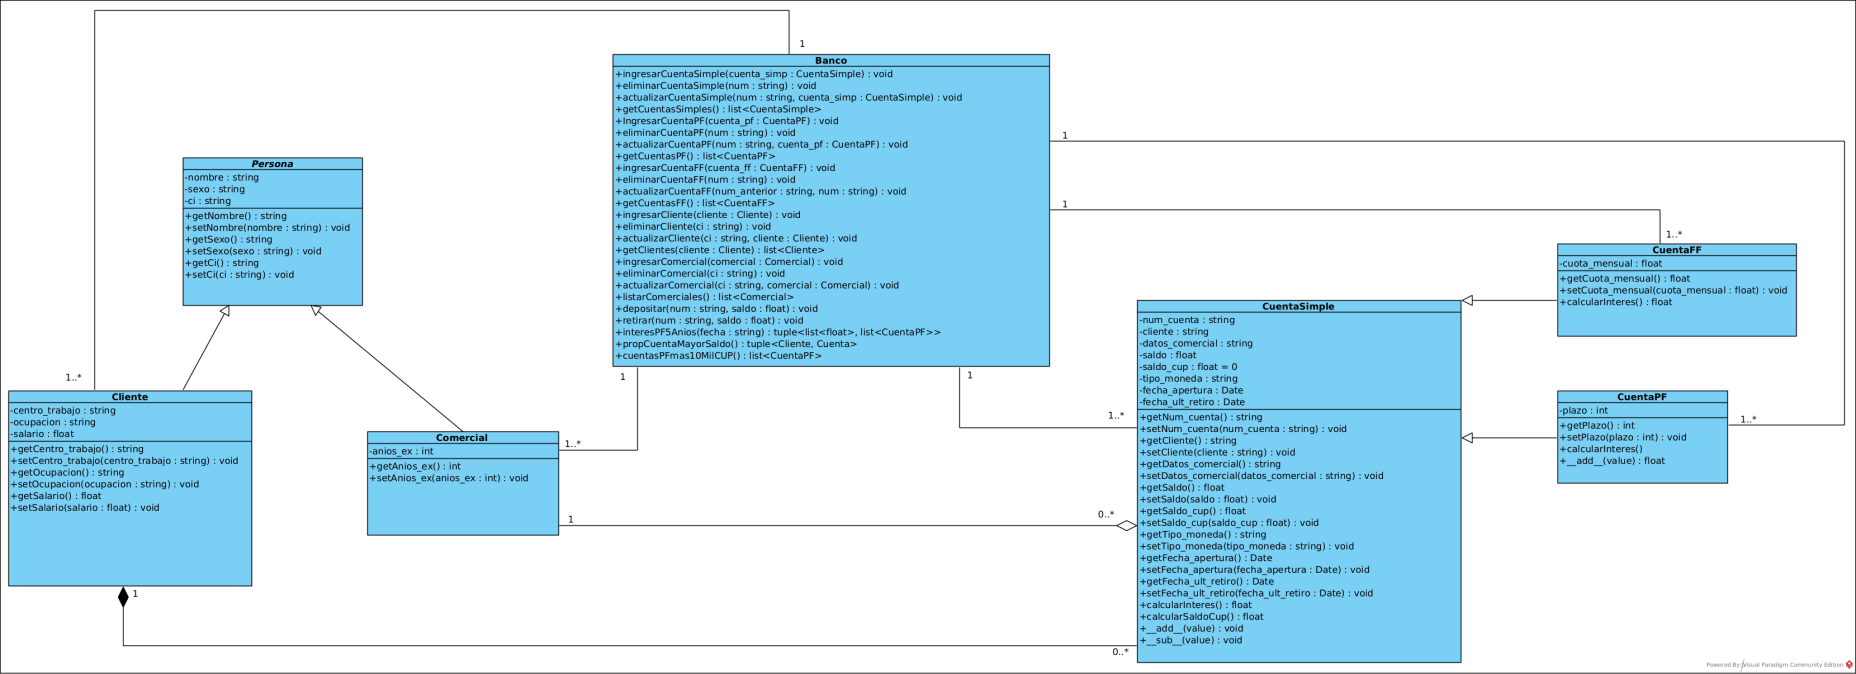 1
Banco
+ingresarCuentaSimple(cuenta_simp : CuentaSimple) : void
+eliminarCuentaSimple(num : string) : void
+actualizarCuentaSimple(num : string, cuenta_simp : CuentaSimple) : void
+getCuentasSimples() : list<CuentaSimple>
+IngresarCuentaPF(cuenta_pf : CuentaPF) : void
+eliminarCuentaPF(num : string) : void
+actualizarCuentaPF(num : string, cuenta_pf : CuentaPF) : void
+getCuentasPF() : list<CuentaPF>
+ingresarCuentaFF(cuenta_ff : CuentaFF) : void
+eliminarCuentaFF(num : string) : void
+actualizarCuentaFF(num_anterior : string, num : string) : void
+getCuentasFF() : list<CuentaFF>
+ingresarCliente(cliente : Cliente) : void
+eliminarCliente(ci : string) : void
+actualizarCliente(ci : string, cliente : Cliente) : void
+getClientes(cliente : Cliente) : list<Cliente>
+ingresarComercial(comercial : Comercial) : void
+eliminarComercial(ci : string) : void
+actualizarComercial(ci : string, comercial : Comercial) : void
+listarComerciales() : list<Comercial>
+depositar(num : string, saldo : float) : void
+retirar(num : string, saldo : float) : void
+interesPF5Anios(fecha : string) : tuple<list<float>, list<CuentaPF>>
+propCuentaMayorSaldo() : tuple<Cliente, Cuenta>
+cuentasPFmas10MilCUP() : list<CuentaPF>
1
1
1
1
Persona
-nombre : string
-sexo : string
-ci : string
+getNombre() : string
+setNombre(nombre : string) : void
+getSexo() : string
+setSexo(sexo : string) : void
+getCi() : string
+setCi(ci : string) : void
1..*
Cliente
-centro_trabajo : string
-ocupacion : string
-salario : float
+getCentro_trabajo() : string
+setCentro_trabajo(centro_trabajo : string) : void
+getOcupacion() : string
+setOcupacion(ocupacion : string) : void
+getSalario() : float
+setSalario(salario : float) : void
1
Comercial
-anios_ex : int
+getAnios_ex() : int
+setAnios_ex(anios_ex : int) : void
1..*
1
1..*
CuentaSimple
-num_cuenta : string
-cliente : string
-datos_comercial : string
-saldo : float
-saldo_cup : float = 0
-tipo_moneda : string
-fecha_apertura : Date
-fecha_ult_retiro : Date
+getNum_cuenta() : string
+setNum_cuenta(num_cuenta : string) : void
+getCliente() : string
+setCliente(cliente : string) : void
+getDatos_comercial() : string
+setDatos_comercial(datos_comercial : string) : void
+getSaldo() : float
+setSaldo(saldo : float) : void
+getSaldo_cup() : float
+setSaldo_cup(saldo_cup : float) : void
+getTipo_moneda() : string
+setTipo_moneda(tipo_moneda : string) : void
+getFecha_apertura() : Date
+setFecha_apertura(fecha_apertura : Date) : void
+getFecha_ult_retiro() : Date
+setFecha_ult_retiro(fecha_ult_retiro : Date) : void
+calcularInteres() : float
+calcularSaldoCup() : float
+__add__(value) : void
+__sub__(value) : void
0..*
0..*
1..*
CuentaFF
-cuota_mensual : float
+getCuota_mensual() : float
+setCuota_mensual(cuota_mensual : float) : void
+calcularInteres() : float
CuentaPF
-plazo : int
+getPlazo() : int
+setPlazo(plazo : int) : void
+calcularInteres()
+__add__(value) : float
1..*
Powered By Visual Paradigm Community Edition